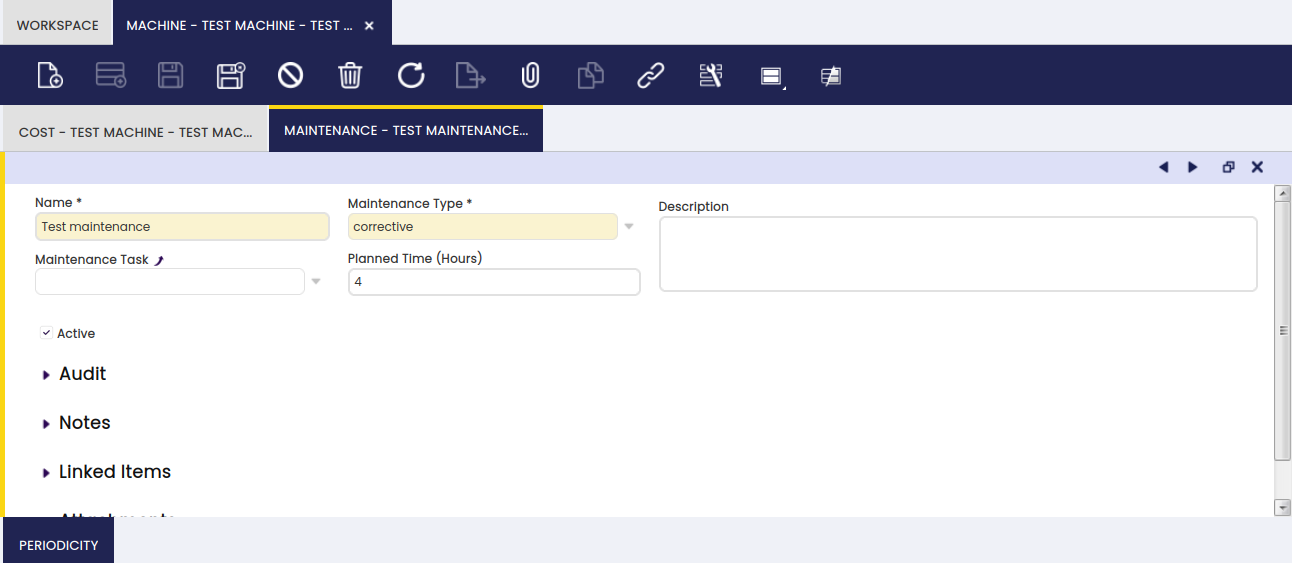 WORKSPACE
MACHINE - TEST MACHINE - TEST ...
COST - TEST MACHINE - TEST MAC...
MAINTENANCE - TEST MAINTENANCE...
Name *
Maintenance Type *
Description
Test maintenance
corrective
Maintenance Task
Planned Time (Hours)
4
Active
Audit
Notes
Linked Items
Attachments
PERIODICITY